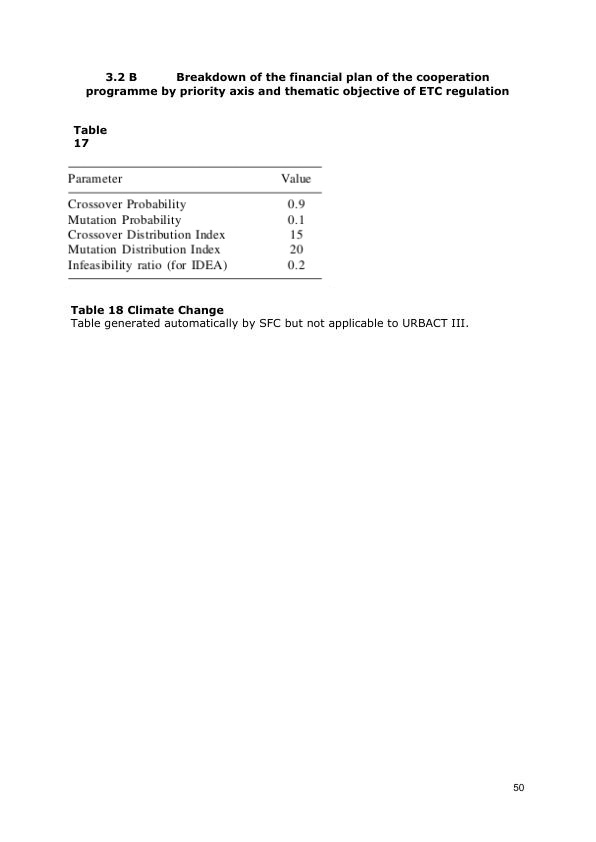 3.2 B Breakdown of the financial plan of the cooperation
programme by priority axis and thematic objective of ETC regulation
Table
17
Parameter Value
Crossover Probability 0.9
Mutation Probability 0.1
Crossover Distribution Index 15
Mutation Distribution Index 20
Infeasibility ratio (for IDEA) 0.2
Table 18 Climate Change
Table generated automatically by SFC but not applicable to URBACT III.
50